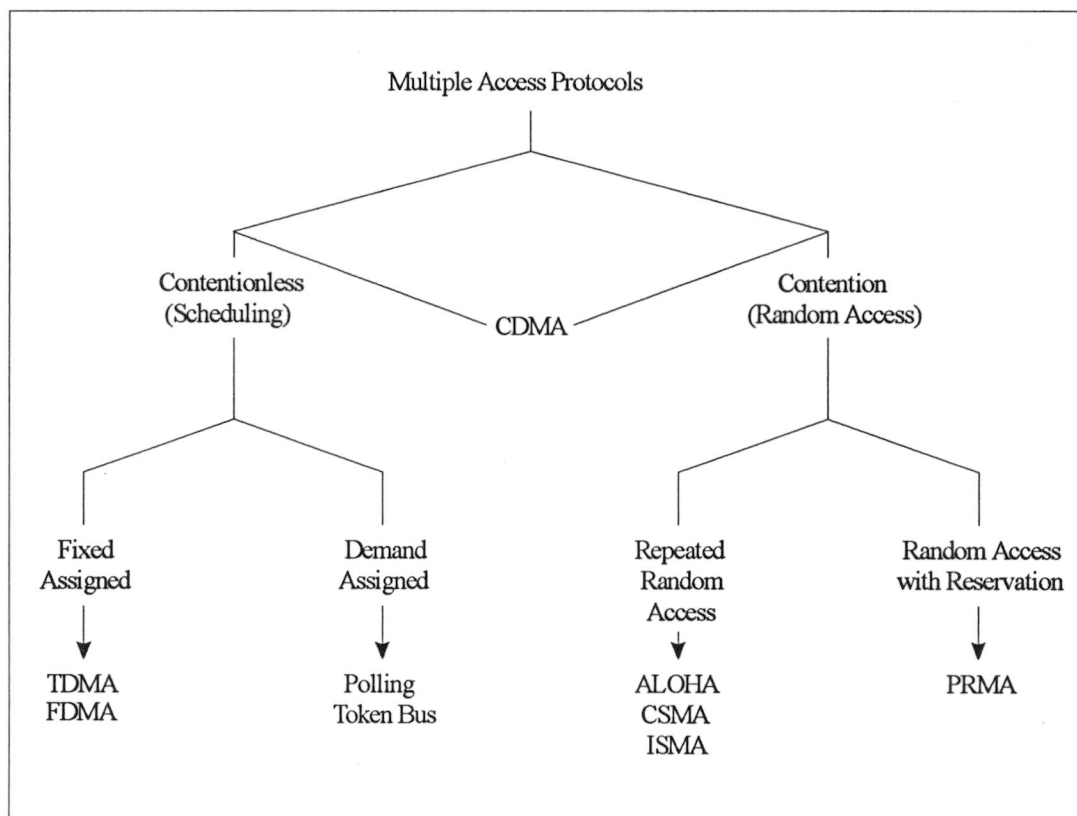 Multiple Access Protocols
Contentionless
(Scheduling)
CDMA
Contention
(Random Access)
Fixed
Assigned
Demand
Assigned
Repeated
Random
Access
Random Access
with Reservation
TDMA
FDMA
Polling
Token Bus
ALOHA
CSMA
ISMA
PRMA